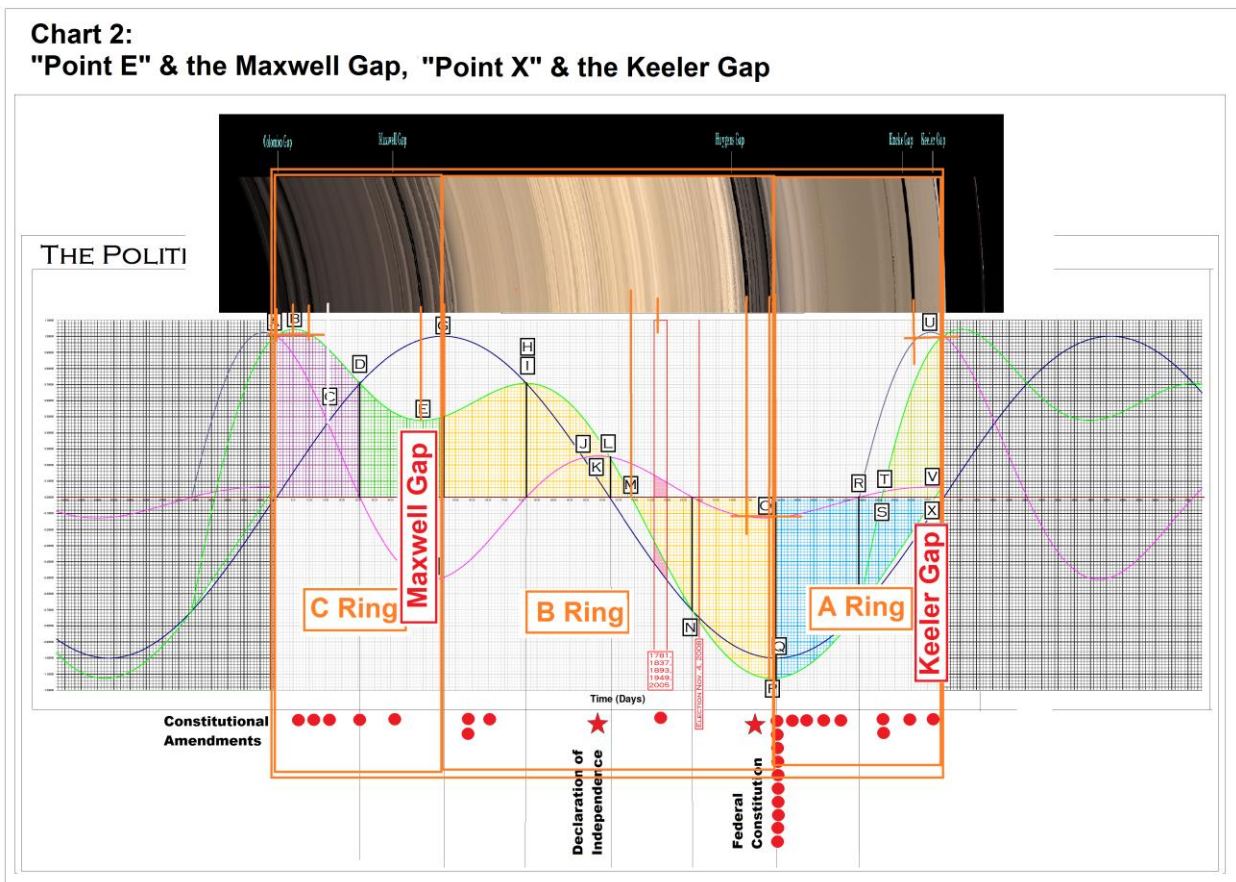 Chart 2:
"Point E" & the Maxwell Gap, "Point X" & the Keeler Gap
Colombo Gap
Maxwell Gap
Huygens Gap
Encke Gap
Keeler Gap
THE POLITI
A
B
G
U
D
H
I
C
E
J
L
K
M
O
R
T
S
V
X
N
Q
P
Maxwell Gap
Keeler Gap
C Ring
B Ring
A Ring
1781,
1837,
1893,
1949,
2005
ELECTION NOV. 4, 2008
Time (Days)
Constitutional
Amendments
Declaration of
Independence
Federal
Constitution